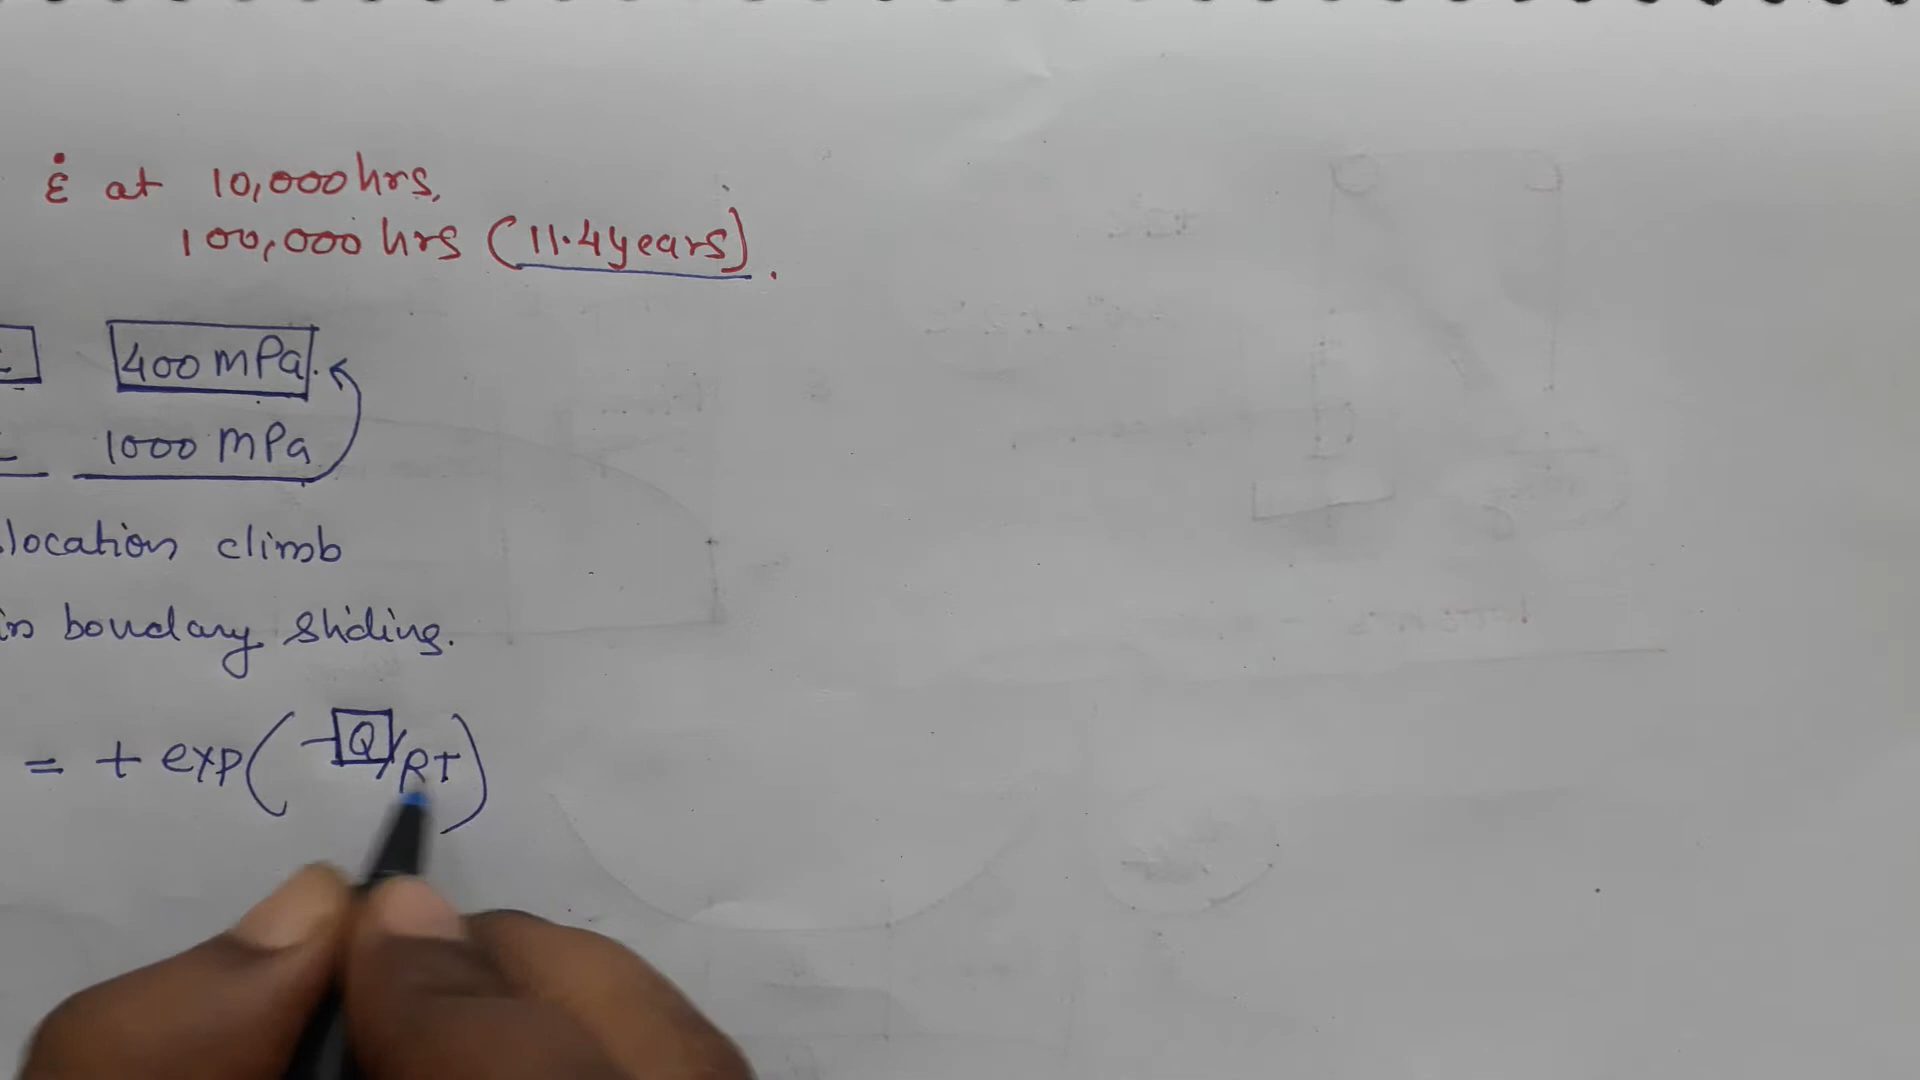 ε̇ at 10,000 hrs,
100,000 hrs (11.4 years).
400 mPa.
1000 mPa
location climb
boudary sliding.
= t exp(-Q/RT)